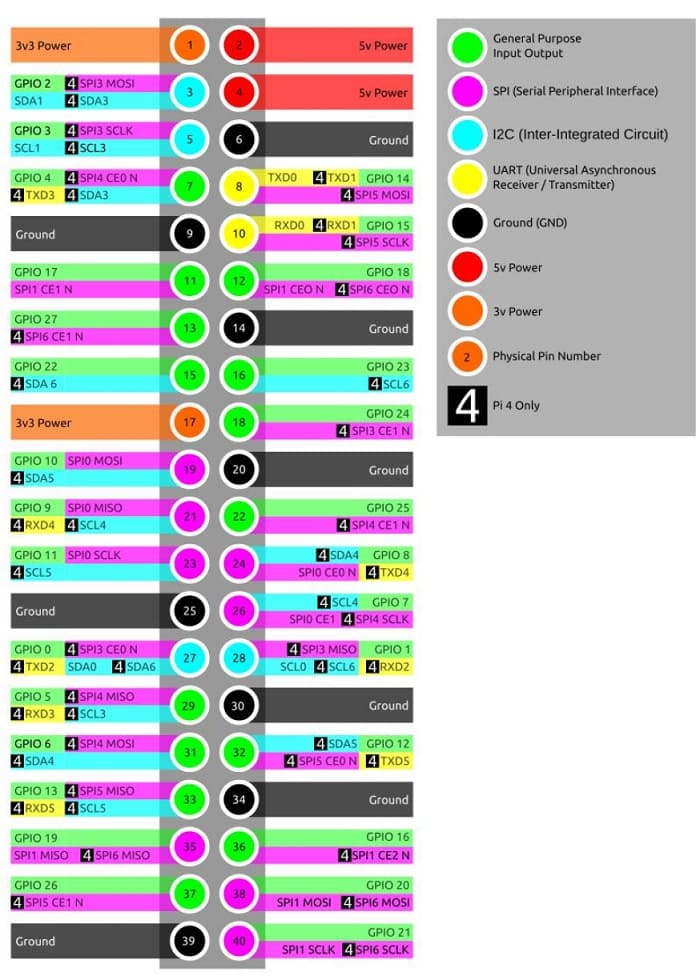 3v3 Power 1 2 5v Power
GPIO 2 4 SPI3 MOSI
SDA1 4 SDA3
3 4 5v Power
GPIO 3 4 SPI3 SCLK
SCL1 4 SCL3
5 6 Ground
GPIO 4 4 SPI4 CE0 N
4 TXD3 4 SDA3
7 8
TXD0 4 TXD1 GPIO 14
4 SPI5 MOSI
Ground 9 10
RXD0 4 RXD1 GPIO 15
4 SPI5 SCLK
GPIO 17
SPI1 CE1 N
11 12
GPIO 18
SPI1 CEO N 4 SPI6 CEO N
GPIO 27
4 SPI6 CE1 N
13 14 Ground
GPIO 22
4 SDA 6
15 16
GPIO 23
4 SCL6
3v3 Power 17 18
GPIO 24
4 SPI3 CE1 N
GPIO 10 SPI0 MOSI
4 SDA5
19 20 Ground
GPIO 9 SPI0 MISO
4 RXD4 4 SCL4
21 22
GPIO 25
4 SPI4 CE1 N
GPIO 11 SPI0 SCLK
4 SCL5
23 24
4 SDA4 GPIO 8
SPI0 CE0 N 4 TXD4
Ground 25 26
4 SCL4 GPIO 7
SPI0 CE1 4 SPI4 SCLK
GPIO 0 4 SPI3 CE0 N
4 TXD2 SDA0 4 SDA6
27 28
4 SPI3 MISO GPIO 1
SCL0 4 SCL6 4 RXD2
GPIO 5 4 SPI4 MISO
4 RXD3 4 SCL3
29 30 Ground
GPIO 6 4 SPI4 MOSI
4 SDA4
31 32
4 SDA5 GPIO 12
4 SPI5 CE0 N 4 TXD5
GPIO 13 4 SPI5 MISO
4 RXD5 4 SCL5
33 34 Ground
GPIO 19
SPI1 MISO 4 SPI6 MISO
35 36
GPIO 16
4 SPI1 CE2 N
GPIO 26
4 SPI5 CE1 N
37 38
GPIO 20
SPI1 MOSI 4 SPI6 MOSI
Ground 39 40
GPIO 21
SPI1 SCLK 4 SPI6 SCLK
General Purpose
Input Output
SPI (Serial Peripheral Interface)
I2C (Inter-Integrated Circuit)
UART (Universal Asynchronous
Receiver / Transmitter)
Ground (GND)
5v Power
3v Power
2 Physical Pin Number
4 Pi 4 Only